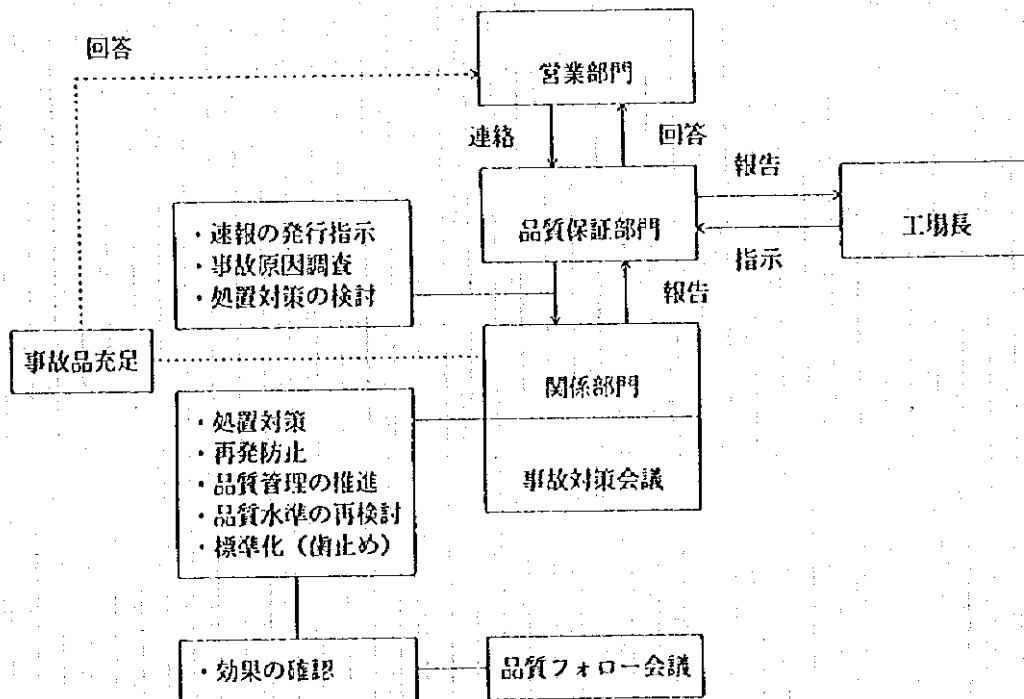 回答
営業部門
連絡
回答
報告
品質保証部門
工場長
指示
・速報の発行指示
・事故原因調査
・処置対策の検討
報告
事故品充足
関係部門
・処置対策
・再発防止
・品質管理の推進
・品質水準の再検討
・標準化（歯止め）
事故対策会議
・効果の確認
品質フォロー会議